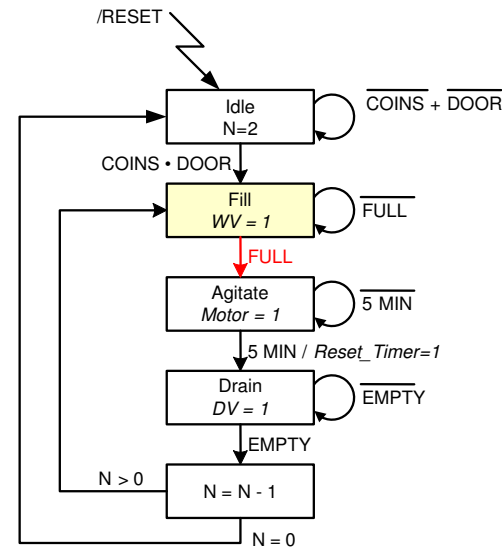 /RESET
Idle
N=2
COINS + DOOR
COINS • DOOR
Fill
WV = 1
FULL
FULL
Agitate
Motor = 1
5 MIN
5 MIN / Reset_Timer=1
Drain
DV = 1
EMPTY
EMPTY
N > 0
N = N - 1
N = 0